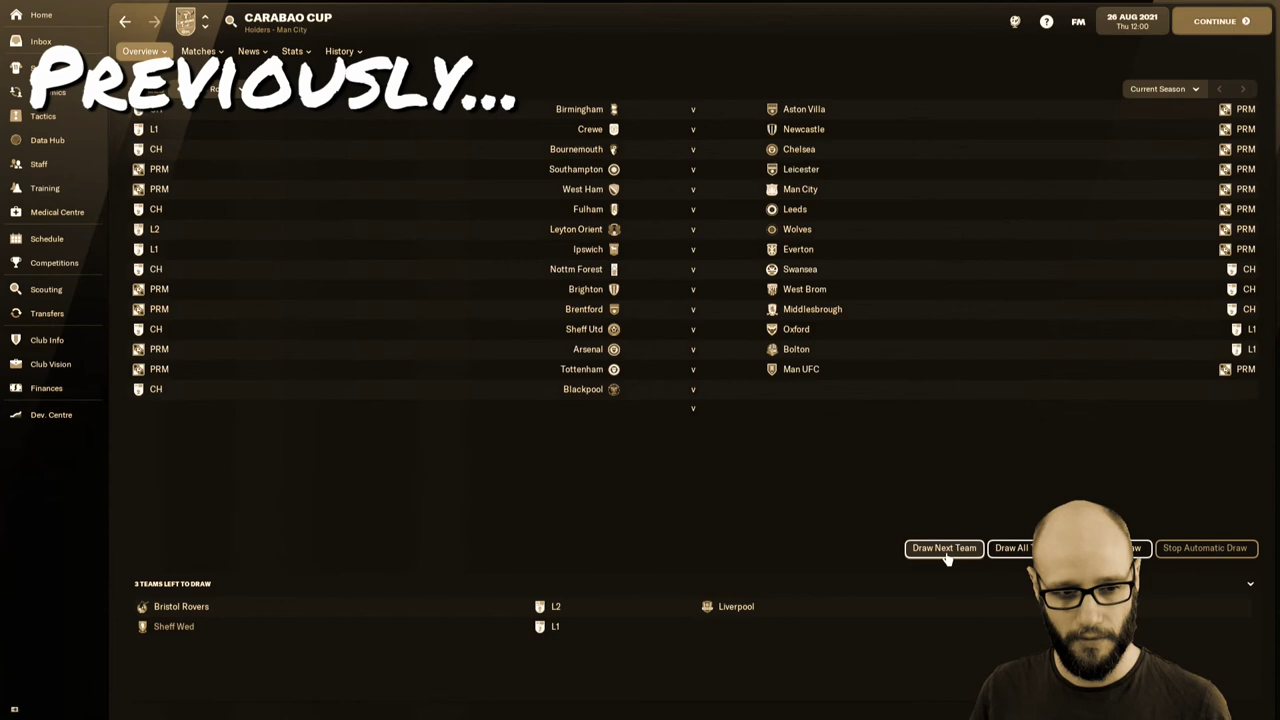 Home
CARABAO CUP
Holders - Man City
FM
26 AUG 2021
Thu 12:00
CONTINUE
Inbox
Overview
Matches
News
Stats
History
PREVIOUSLY...
Current Season
Birmingham v Aston Villa PRM
L1 Crewe v Newcastle PRM
CH Bournemouth v Chelsea PRM
PRM Southampton v Leicester PRM
PRM West Ham v Man City PRM
CH Fulham v Leeds PRM
L2 Leyton Orient v Wolves PRM
L1 Ipswich v Everton PRM
CH Nottm Forest v Swansea CH
PRM Brighton v West Brom CH
PRM Brentford v Middlesbrough CH
CH Sheff Utd v Oxford L1
PRM Arsenal v Bolton L1
PRM Tottenham v Man UFC PRM
CH Blackpool v
v
Tactics
Data Hub
Staff
Training
Medical Centre
Schedule
Competitions
Scouting
Transfers
Club Info
Club Vision
Finances
Dev. Centre
Draw Next Team
Draw All
Stop Automatic Draw
3 TEAMS LEFT TO DRAW
Bristol Rovers L2 Liverpool
Sheff Wed L1